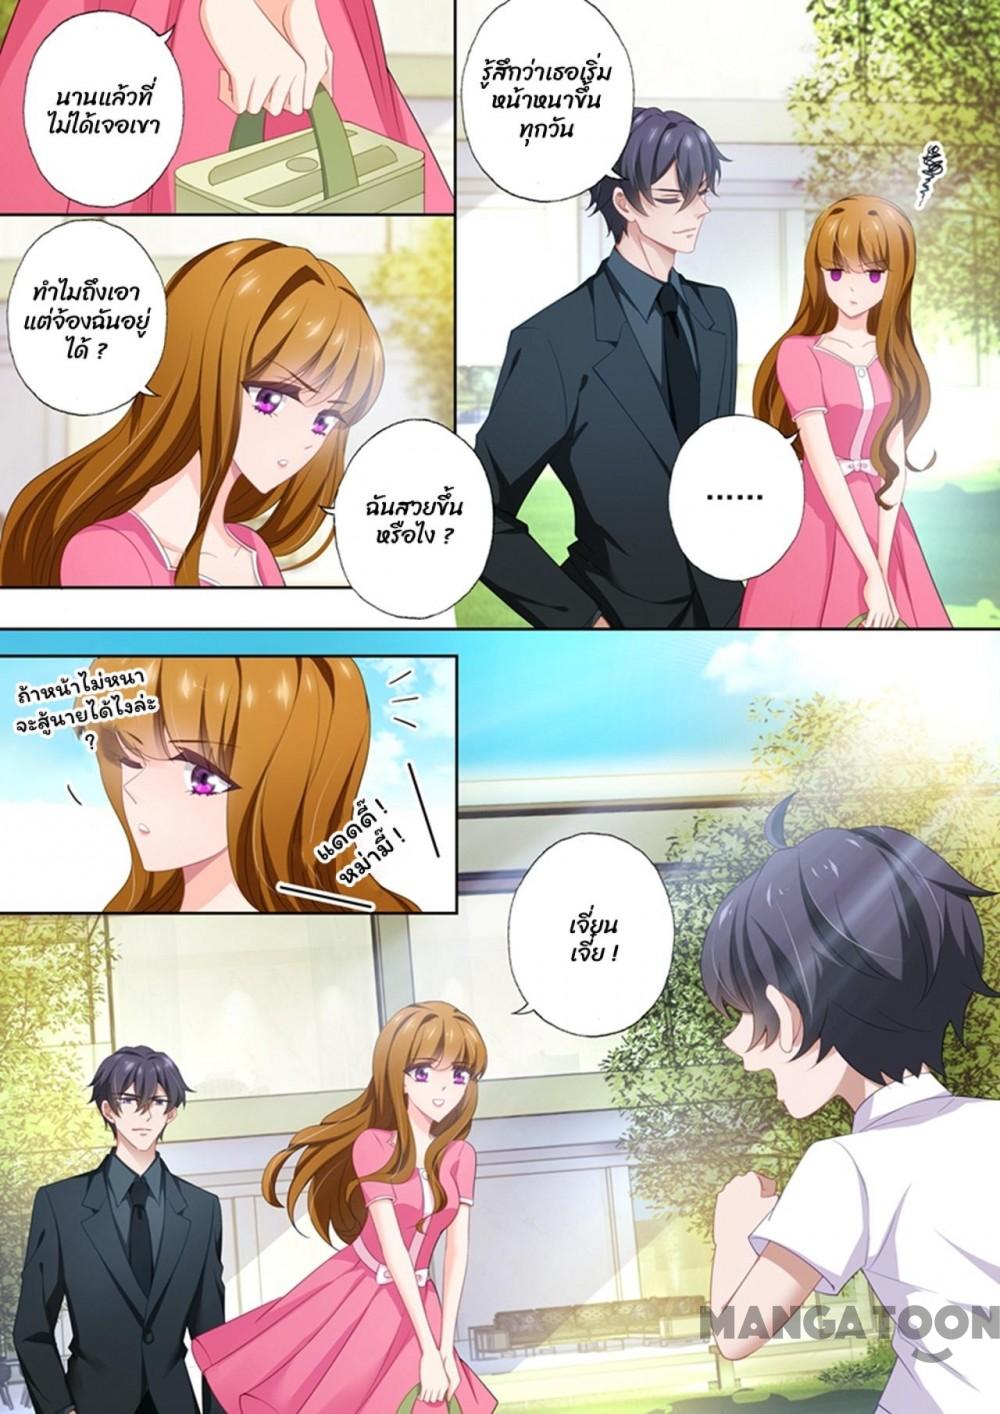 นานแล้วที่
ไม่ได้เจอเขา
ทำไมถึงเอา
แต่จ้องฉันอยู่
ได้ ?
ฉันสวยขึ้น
หรือไง ?
รู้สึกว่าเธอเริ่ม
หน้าหนาขึ้น
ทุกวัน
......
ถ้าหน้าไม่หนา
จะสู้นายได้ไงล่ะ
?
แดดดี๊ !
หม่ามี๊ !
เจี่ยน
เจี๋ย !
MANGATOON